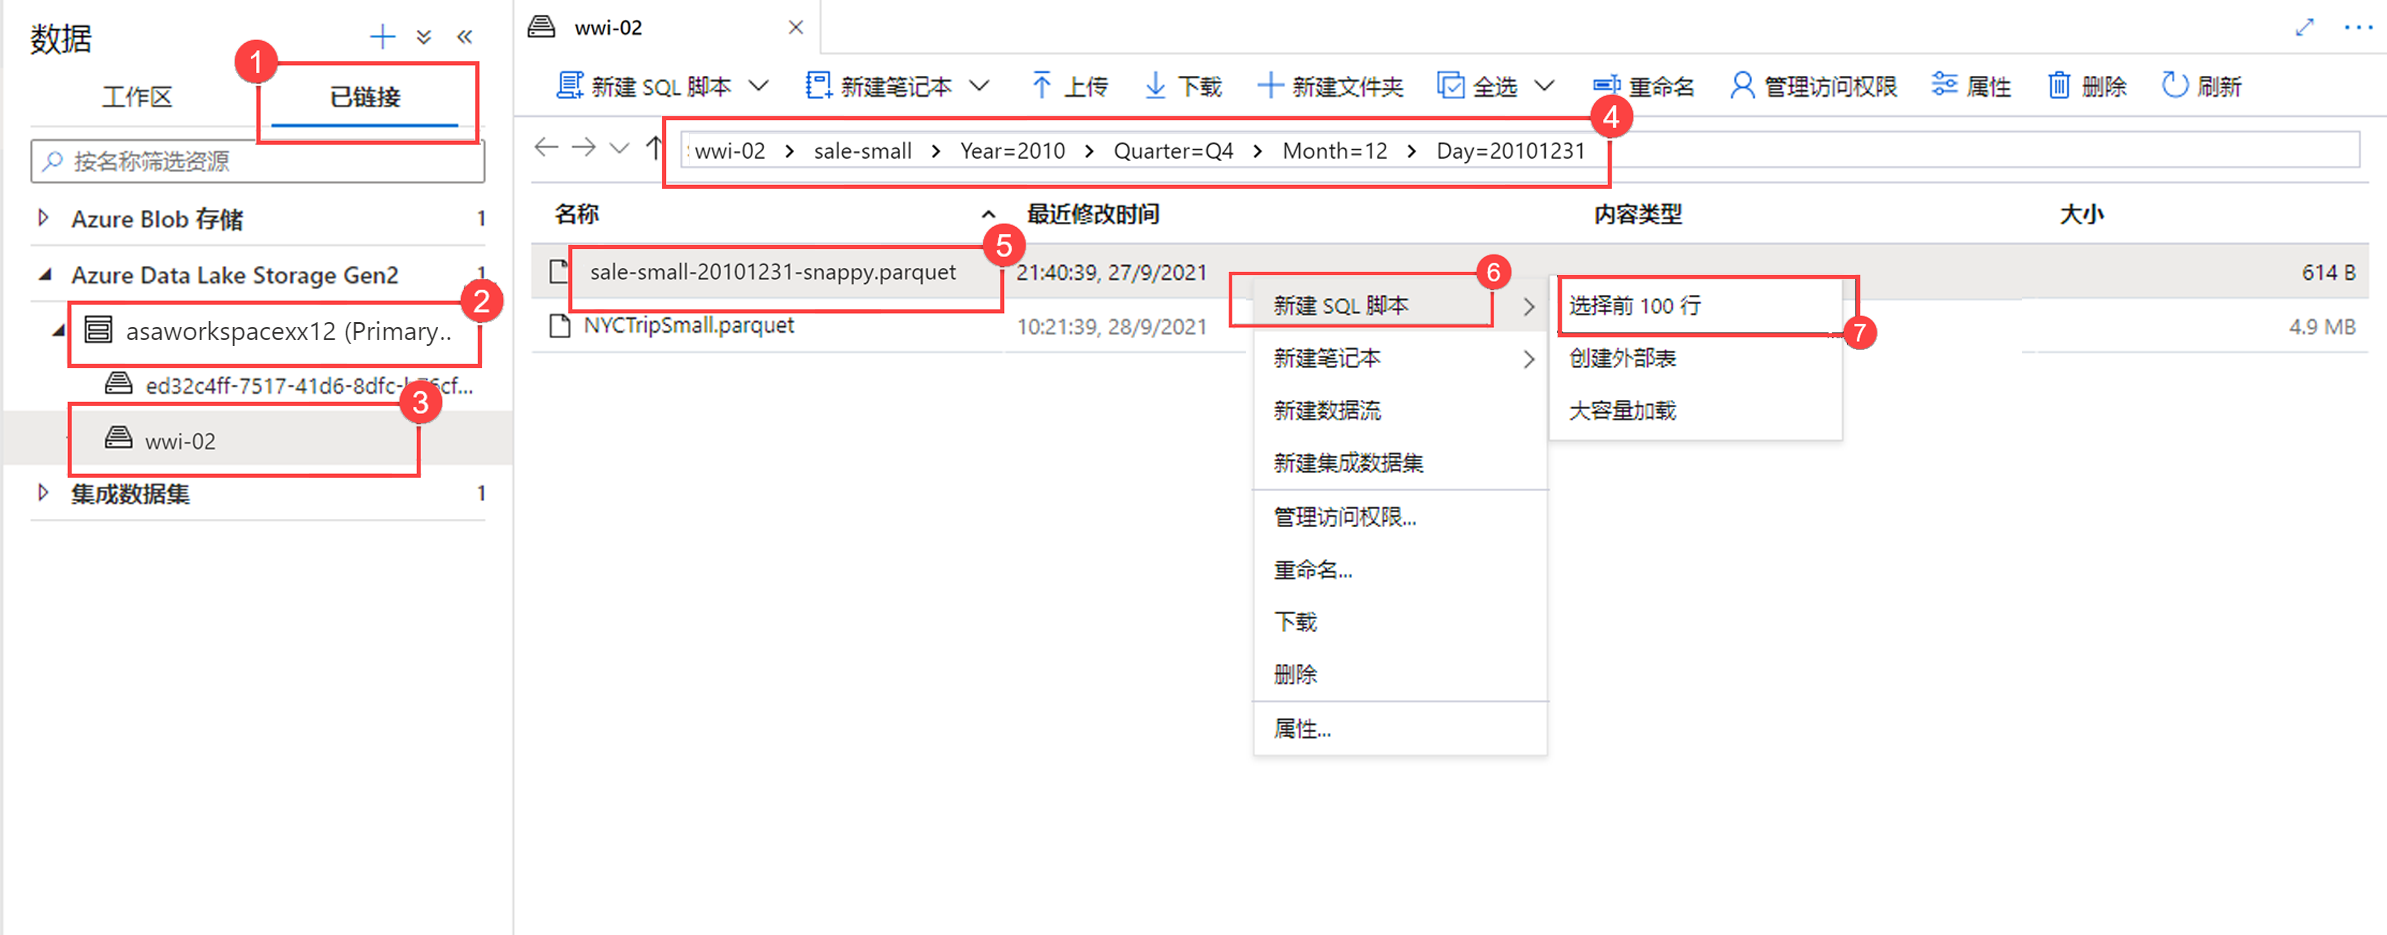 数据
1
工作区
已链接
按名称筛选资源
Azure Blob 存储
1
Azure Data Lake Storage Gen2
1
2
asaworkspacexx12 (Primary..
3
wwi-02
集成数据集
1
wwi-02
新建 SQL 脚本
新建笔记本
上传
下载
新建文件夹
全选
重命名
管理访问权限
属性
删除
刷新
4
wwi-02 > sale-small > Year=2010 > Quarter=Q4 > Month=12 > Day=20101231
名称
最近修改时间
内容类型
大小
5
sale-small-20101231-snappy.parquet
21:40:39, 27/9/2021
614 B
NYCTripSmall.parquet
10:21:39, 28/9/2021
4.9 MB
6
新建 SQL 脚本
新建笔记本
新建数据流
新建集成数据集
管理访问权限...
重命名...
下载
删除
属性...
7
选择前 100 行
创建外部表
大容量加载